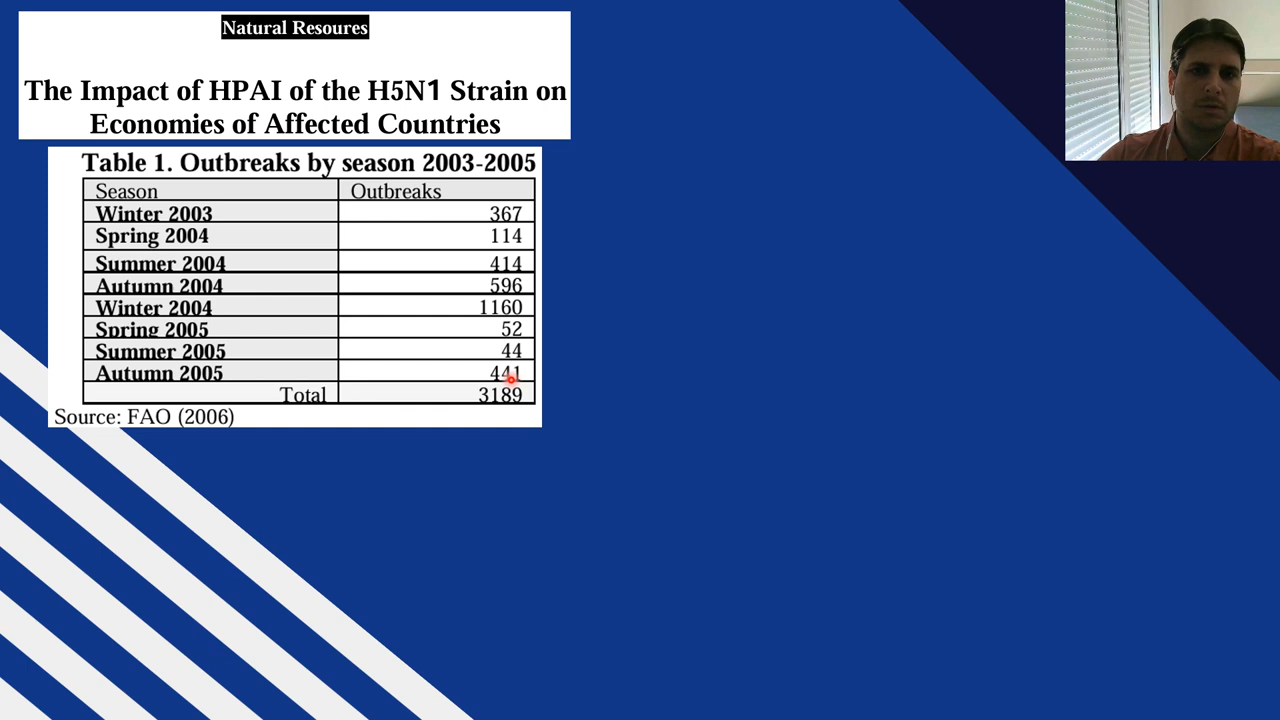 Natural Resoures
The Impact of HPAI of the H5N1 Strain on
Economies of Affected Countries
Table 1. Outbreaks by season 2003-2005
Season Outbreaks
Winter 2003 367
Spring 2004 114
Summer 2004 414
Autumn 2004 596
Winter 2004 1160
Spring 2005 52
Summer 2005 44
Autumn 2005 441
Total 3189
Source: FAO (2006)